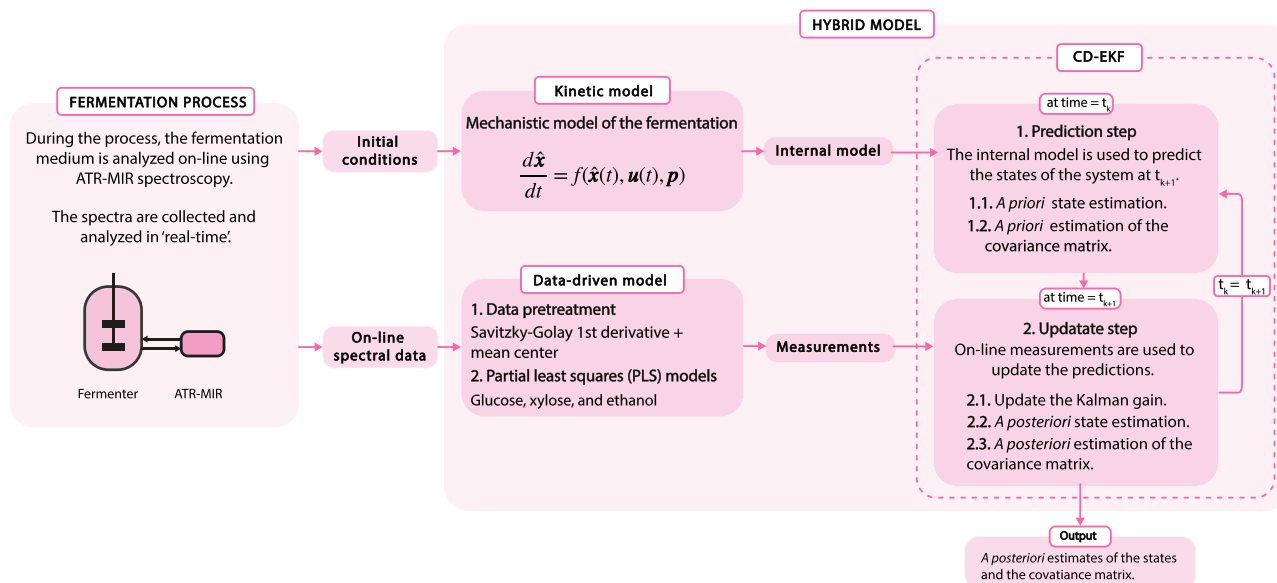 HYBRID MODEL
FERMENTATION PROCESS
During the process, the fermentation
medium is analyzed on-line using
ATR-MIR spectroscopy.
The spectra are collected and
analyzed in ‘real-time’.
Fermenter
ATR-MIR
Initial
conditions
On-line
spectral data
Kinetic model
Mechanistic model of the fermentation
d𝒙̂/dt = f(𝒙̂(t), 𝒖(t), 𝒑)
Data-driven model
1. Data pretreatment
Savitzky-Golay 1st derivative +
mean center
2. Partial least squares (PLS) models
Glucose, xylose, and ethanol
Internal model
Measurements
CD-EKF
at time = t_k
1. Prediction step
The internal model is used to predict
the states of the system at t_{k+1}.
1.1. A priori state estimation.
1.2. A priori estimation of the
covariance matrix.
at time = t_{k+1}
t_k = t_{k+1}
2. Updatate step
On-line measurements are used to
update the predictions.
2.1. Update the Kalman gain.
2.2. A posteriori state estimation.
2.3. A posteriori estimation of the
covariance matrix.
Output
A posteriori estimates of the states
and the covatiance matrix.